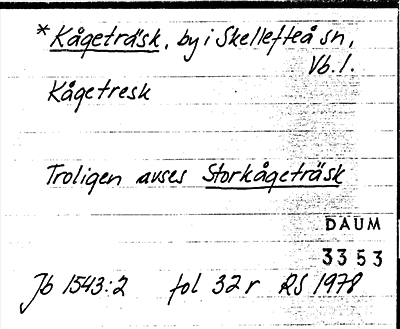 * Kågeträsk, by i Skellefteå sn,
Vb. l.
Kågetresk
Troligen avses Storkågeträsk
DAUM
3353
Jb 1543:2 fol 32 r RS 1978